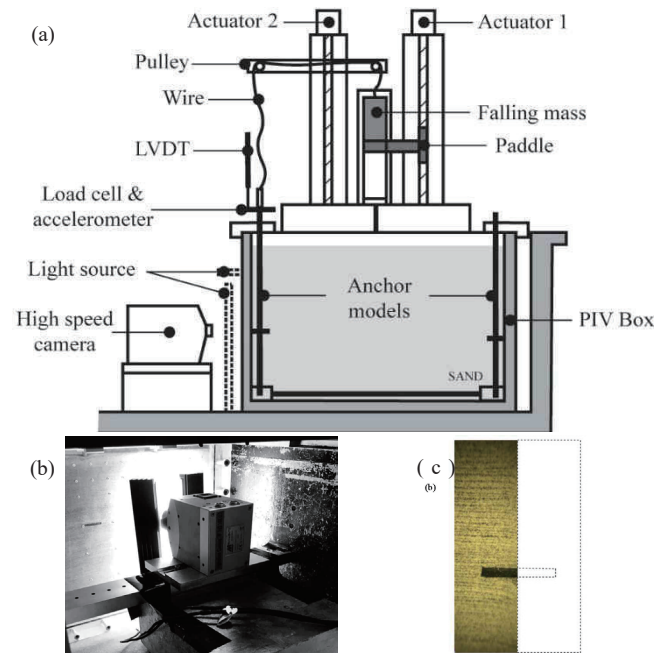 (a)
Actuator 2
Actuator 1
Pulley
Wire
Falling mass
LVDT
Paddle
Load cell &
accelerometer
Light source
Anchor
models
High speed
camera
PIV Box
SAND
(b)
( c )
(b)